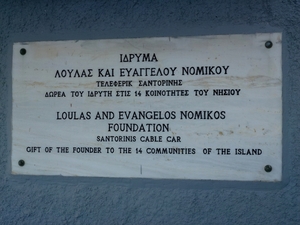 ΙΔΡΥΜΑ
ΛΟΥΛΑΣ ΚΑΙ ΕΥΑΓΓΕΛΟΥ ΝΟΜΙΚΟΥ
ΤΕΛΕΦΕΡΙΚ ΣΑΝΤΟΡΙΝΗΣ
ΔΩΡΕΑ ΤΟΥ ΙΔΡΥΤΗ ΣΤΙΣ 14 ΚΟΙΝΟΤΗΤΕΣ ΤΟΥ ΝΗΣΙΟΥ
LOULAS AND EVANGELOS NOMIKOS
FOUNDATION
SANTORINIS CABLE CAR
GIFT OF THE FOUNDER TO THE 14 COMMUNITIES OF THE ISLAND